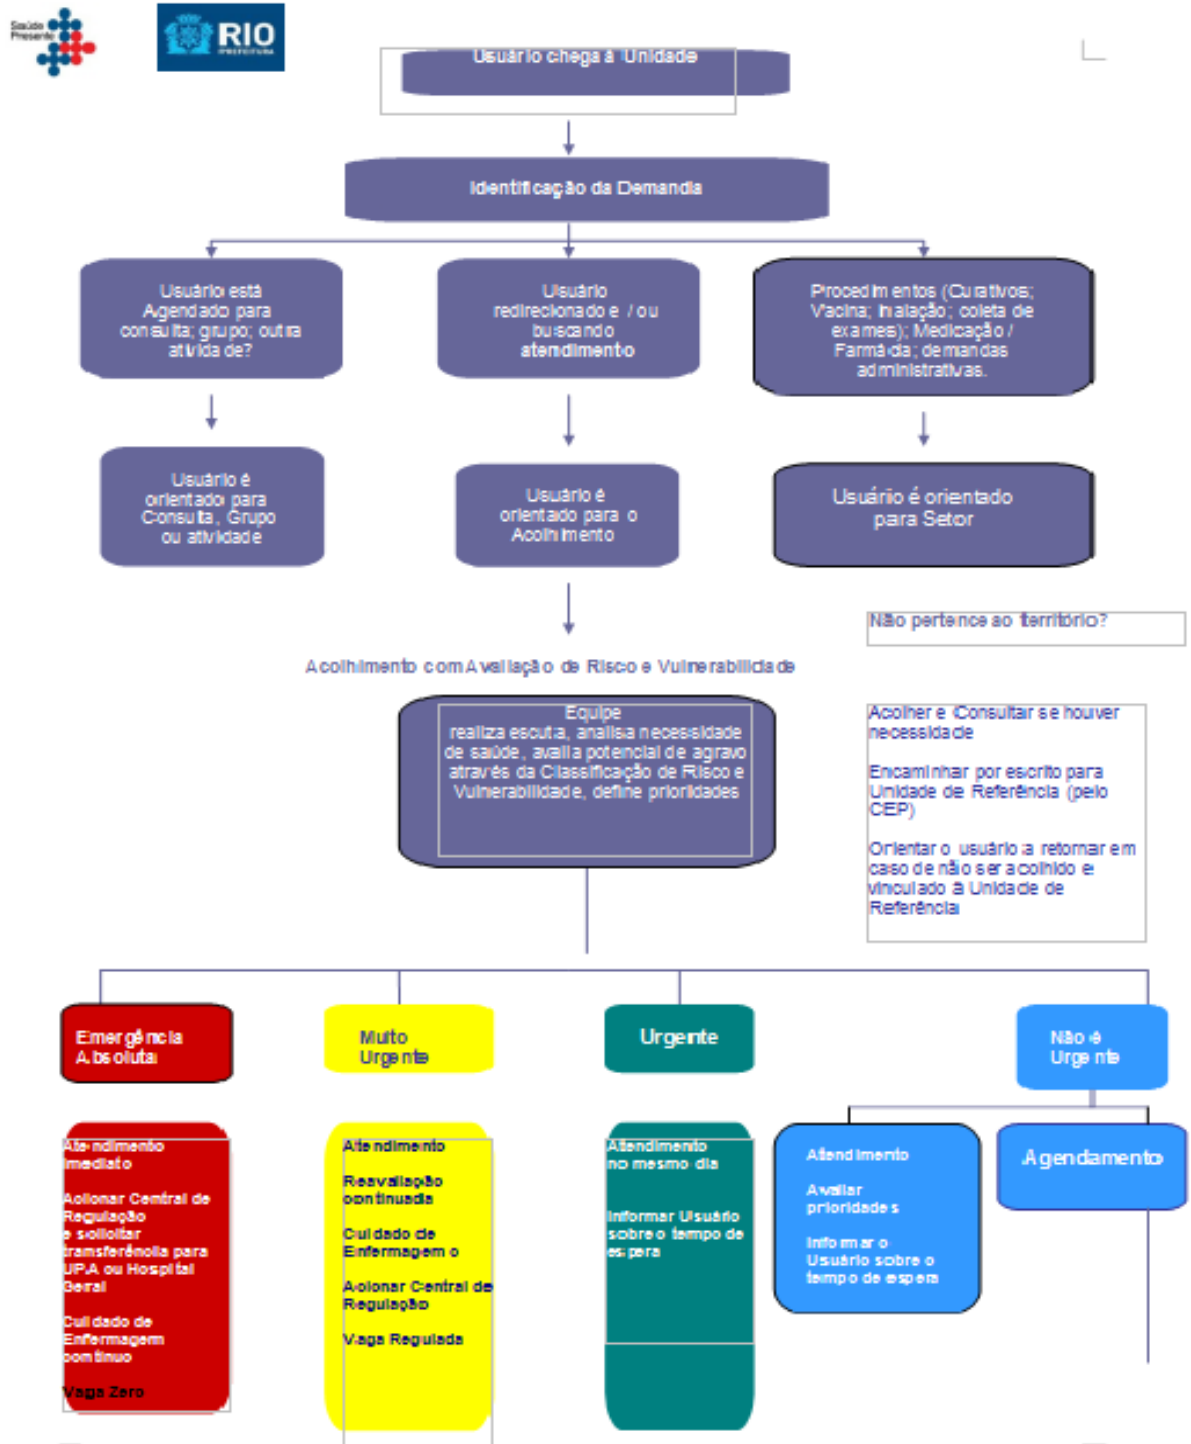 Saúde
Presente
RIO
PREFEITURA
Usuário chega à Unidade
Identificação da Demanda
Usuário está
Agendado para
consulta; grupo; outra
atividade?
Usuário
redirecionado e / ou
buscando
atendimento
Procedimentos (Curativos;
Vacina; Inalação; coleta de
exames); Medicação /
Farmácia; demandas
administrativas.
Usuário é
orientado para
Consulta, Grupo
ou atividade
Usuário é
orientado para o
Acolhimento
Usuário é orientado
para Setor
Não pertence ao território?
Acolhimento com Avaliação de Risco e Vulnerabilidade
Equipe
realiza escuta, analisa necessidade
de saúde, avalia potencial de agravo
através da Classificação de Risco e
Vulnerabilidade, define prioridades
Acolher e Consultar se houver
necessidade
Encaminhar por escrito para
Unidade de Referência (pelo
CEP)
Orientar o usuário a retornar em
caso de não ser acolhido e
vinculado à Unidade de
Referência
Emergência
Absoluta
Muito
Urgente
Urgente
Não é
Urgente
Atendimento
imediato
Acionar Central de
Regulação
e solicitar
transferência para
UPA ou Hospital
Geral
Cuidado de
Enfermagem
contínuo
Vaga Zero
Atendimento
Reavaliação
continuada
Cuidado de
Enfermagem o
Acionar Central de
Regulação
Vaga Regulada
Atendimento
no mesmo dia
Informar Usuário
sobre o tempo de
espera
Atendimento
Avaliar
prioridades
Informar o
Usuário sobre o
tempo de espera
Agendamento